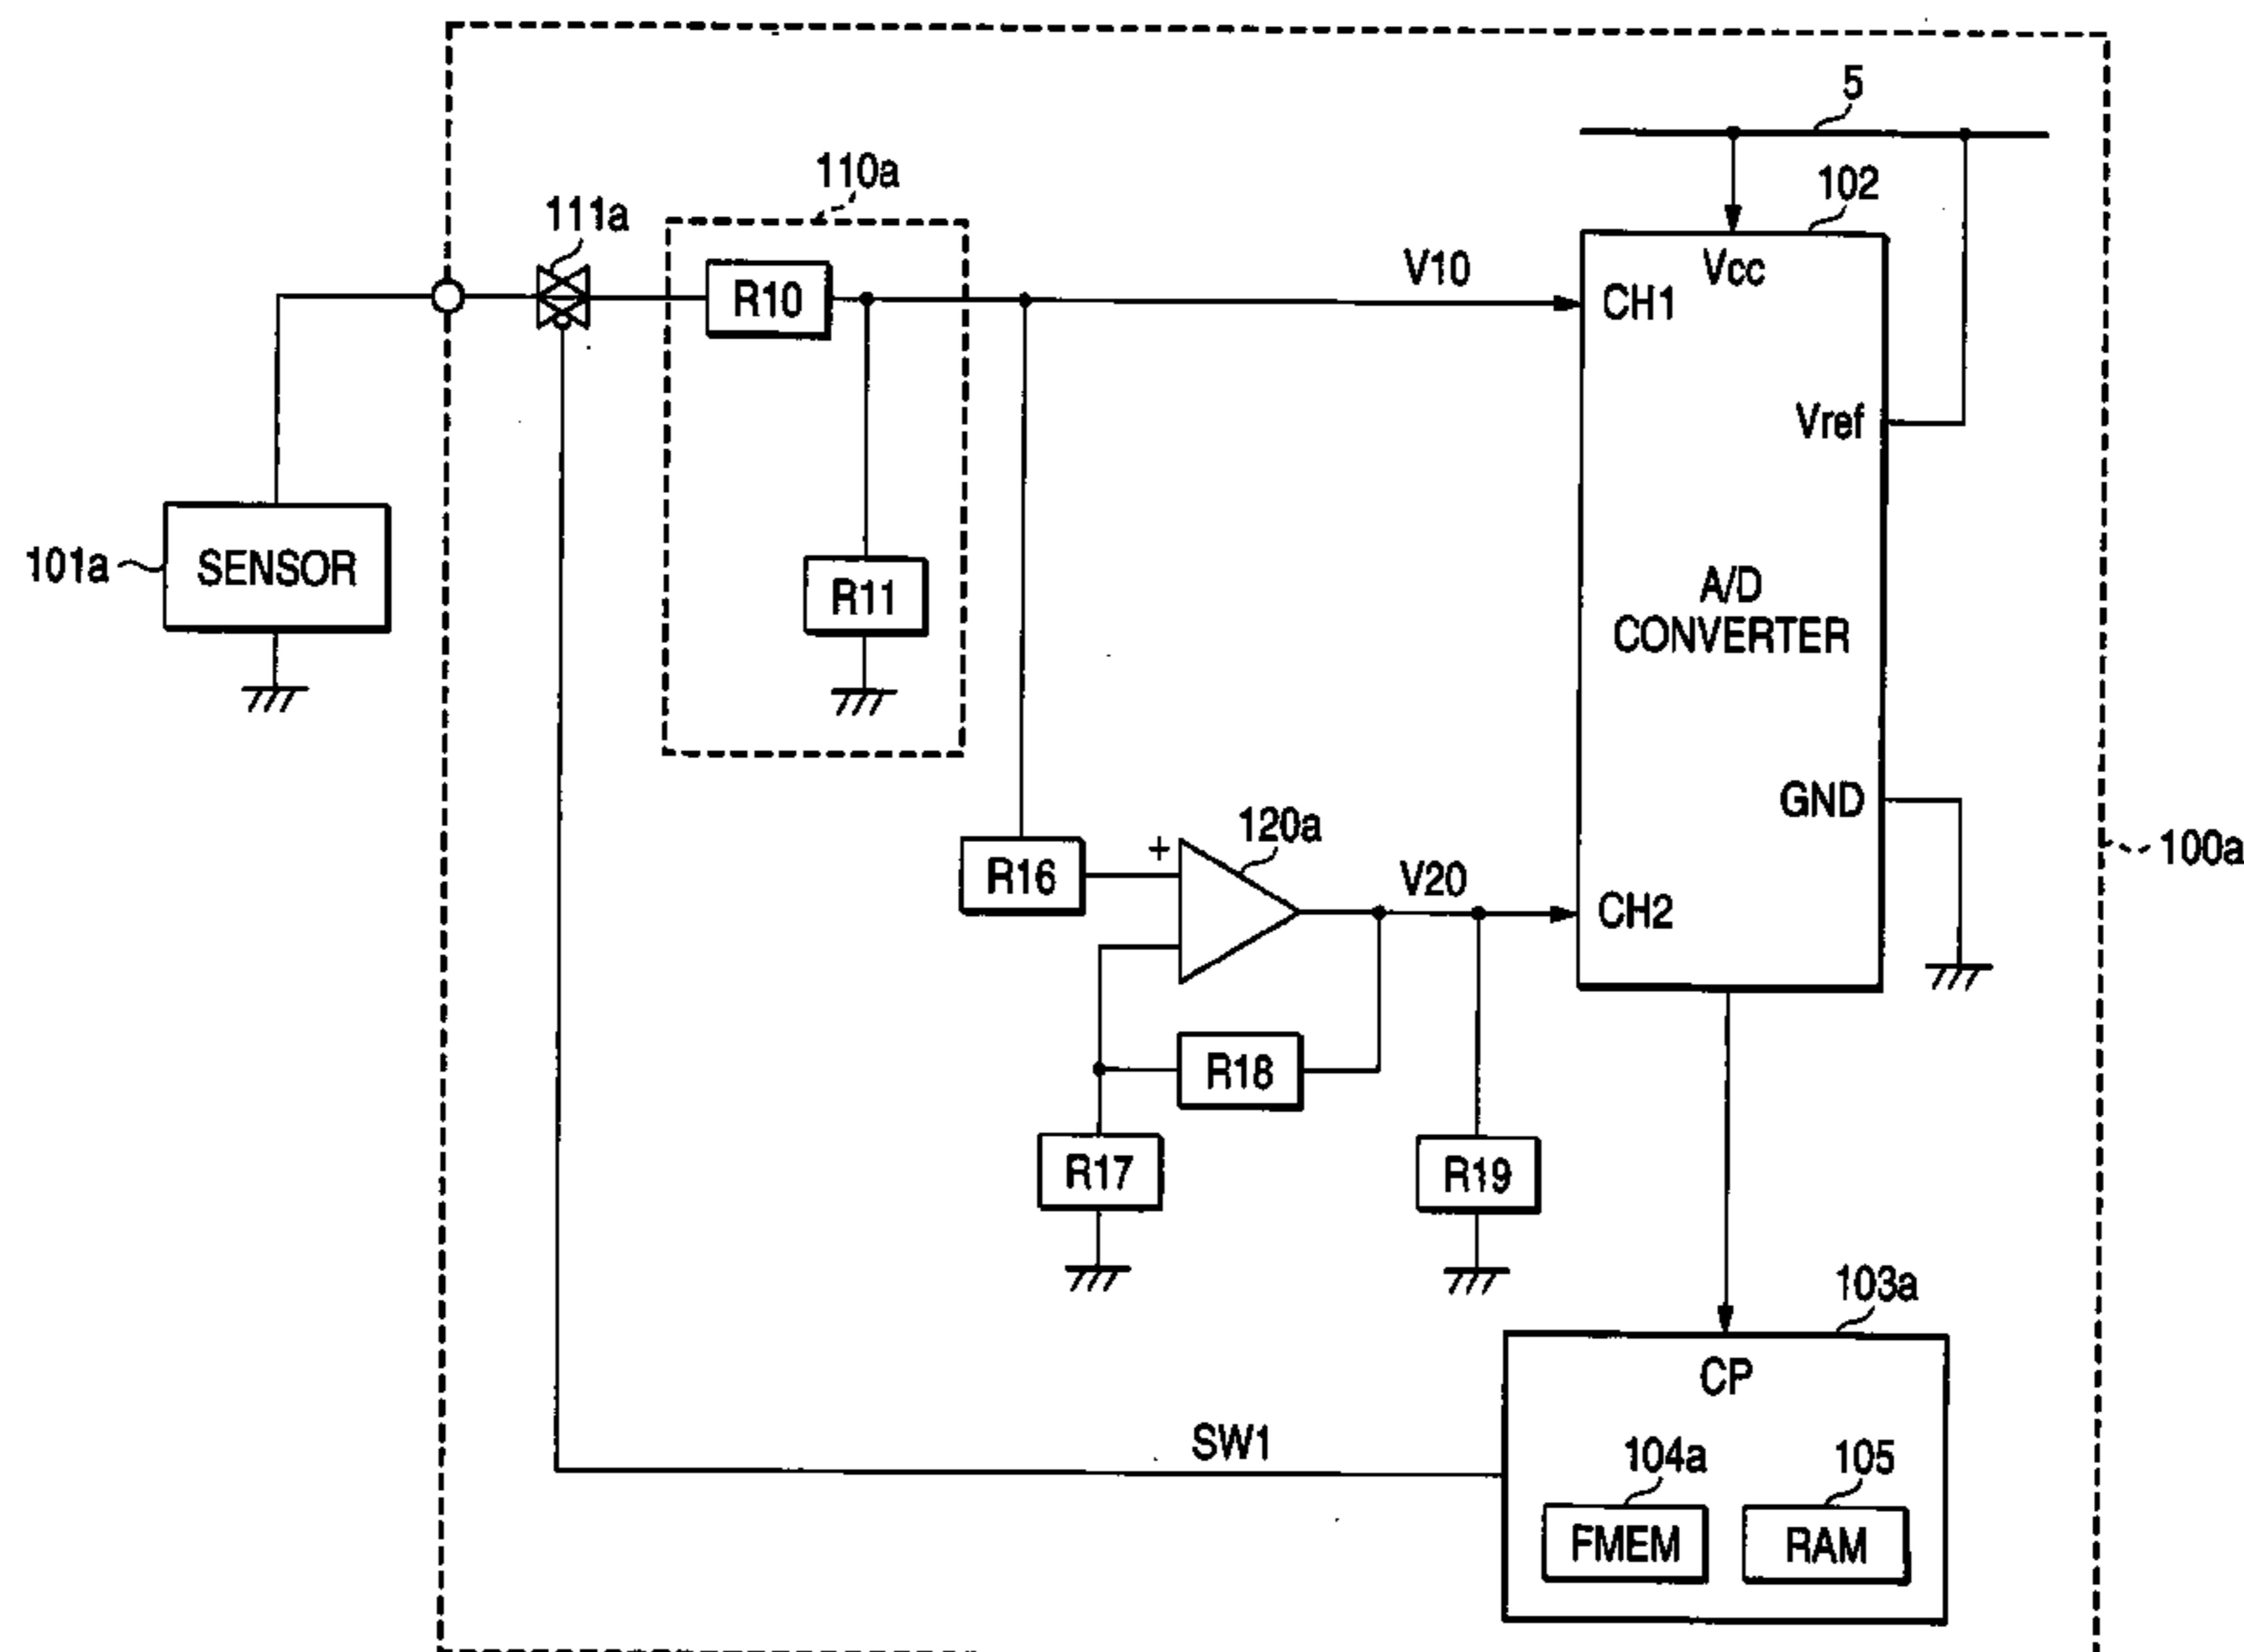 5
110a
102
111a
V10
Vcc
R10
CH1
Vref
101a
SENSOR
R11
A/D
CONVERTER
GND
120a
+
100a
R16
V20
CH2
R18
R17
R19
103a
CP
SW1
104a
105
FMEM
RAM